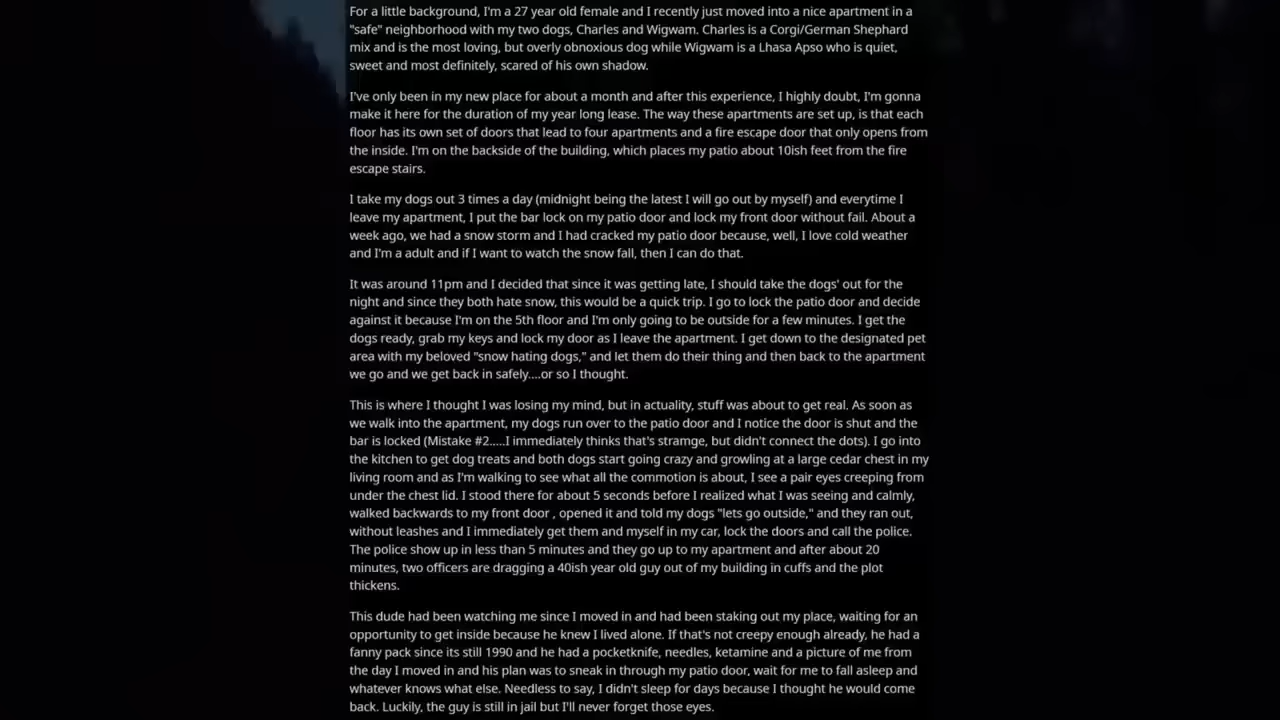 For a little background, I'm a 27 year old female and I recently just moved into a nice apartment in a
"safe" neighborhood with my two dogs, Charles and Wigwam. Charles is a Corgi/German Shephard
mix and is the most loving, but overly obnoxious dog while Wigwam is a Lhasa Apso who is quiet,
sweet and most definitely, scared of his own shadow.
I've only been in my new place for about a month and after this experience, I highly doubt, I'm gonna
make it here for the duration of my year long lease. The way these apartments are set up, is that each
floor has its own set of doors that lead to four apartments and a fire escape door that only opens from
the inside. I'm on the backside of the building, which places my patio about 10ish feet from the fire
escape stairs.
I take my dogs out 3 times a day (midnight being the latest I will go out by myself) and everytime I
leave my apartment, I put the bar lock on my patio door and lock my front door without fail. About a
week ago, we had a snow storm and I had cracked my patio door because, well, I love cold weather
and I'm a adult and if I want to watch the snow fall, then I can do that.
It was around 11pm and I decided that since it was getting late, I should take the dogs' out for the
night and since they both hate snow, this would be a quick trip. I go to lock the patio door and decide
against it because I'm on the 5th floor and I'm only going to be outside for a few minutes. I get the
dogs ready, grab my keys and lock my door as I leave the apartment. I get down to the designated pet
area with my beloved "snow hating dogs," and let them do their thing and then back to the apartment
we go and we get back in safely....or so I thought.
This is where I thought I was losing my mind, but in actuality, stuff was about to get real. As soon as
we walk into the apartment, my dogs run over to the patio door and I notice the door is shut and the
bar is locked (Mistake #2.....I immediately thinks that's stramge, but didn't connect the dots). I go into
the kitchen to get dog treats and both dogs start going crazy and growling at a large cedar chest in my
living room and as I'm walking to see what all the commotion is about, I see a pair eyes creeping from
under the chest lid. I stood there for about 5 seconds before I realized what I was seeing and calmly,
walked backwards to my front door , opened it and told my dogs "lets go outside," and they ran out,
without leashes and I immediately get them and myself in my car, lock the doors and call the police.
The police show up in less than 5 minutes and they go up to my apartment and after about 20
minutes, two officers are dragging a 40ish year old guy out of my building in cuffs and the plot
thickens.
This dude had been watching me since I moved in and had been staking out my place, waiting for an
opportunity to get inside because he knew I lived alone. If that's not creepy enough already, he had a
fanny pack since its still 1990 and he had a pocketknife, needles, ketamine and a picture of me from
the day I moved in and his plan was to sneak in through my patio door, wait for me to fall asleep and
whatever knows what else. Needless to say, I didn't sleep for days because I thought he would come
back. Luckily, the guy is still in jail but I'll never forget those eyes.